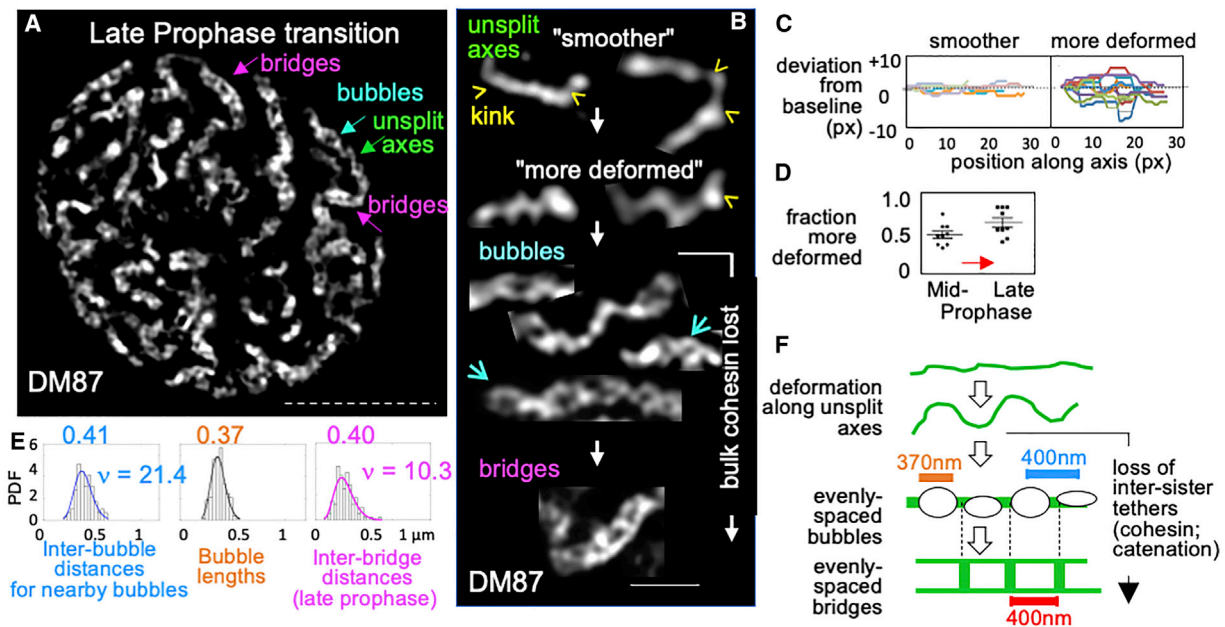 A
Late Prophase transition
bridges
bubbles
unsplit
axes
bridges
DM87
B
unsplit
axes
"smoother"
kink
"more deformed"
bubbles
bulk cohesin lost
bridges
DM87
C
smoother
more deformed
deviation
from
baseline
(px)
+10
0
-10
0
10
20
30
0
10
20
30
position along axis (px)
D
fraction
more
deformed
1.0
0.5
0
Mid-
Late
Prophase
E
0.41
0.37
0.40
PDF
6
4
2
0
ν = 21.4
ν = 10.3
0
0.5
1
0
0.5
1
0
0.5
1 µm
Inter-bubble
distances
for nearby bubbles
Bubble
lengths
Inter-bridge
distances
(late prophase)
F
deformation
along unsplit
axes
370nm
400nm
loss of
inter-sister
tethers
(cohesin;
catenation)
evenly-
spaced
bubbles
evenly-
spaced
bridges
400nm